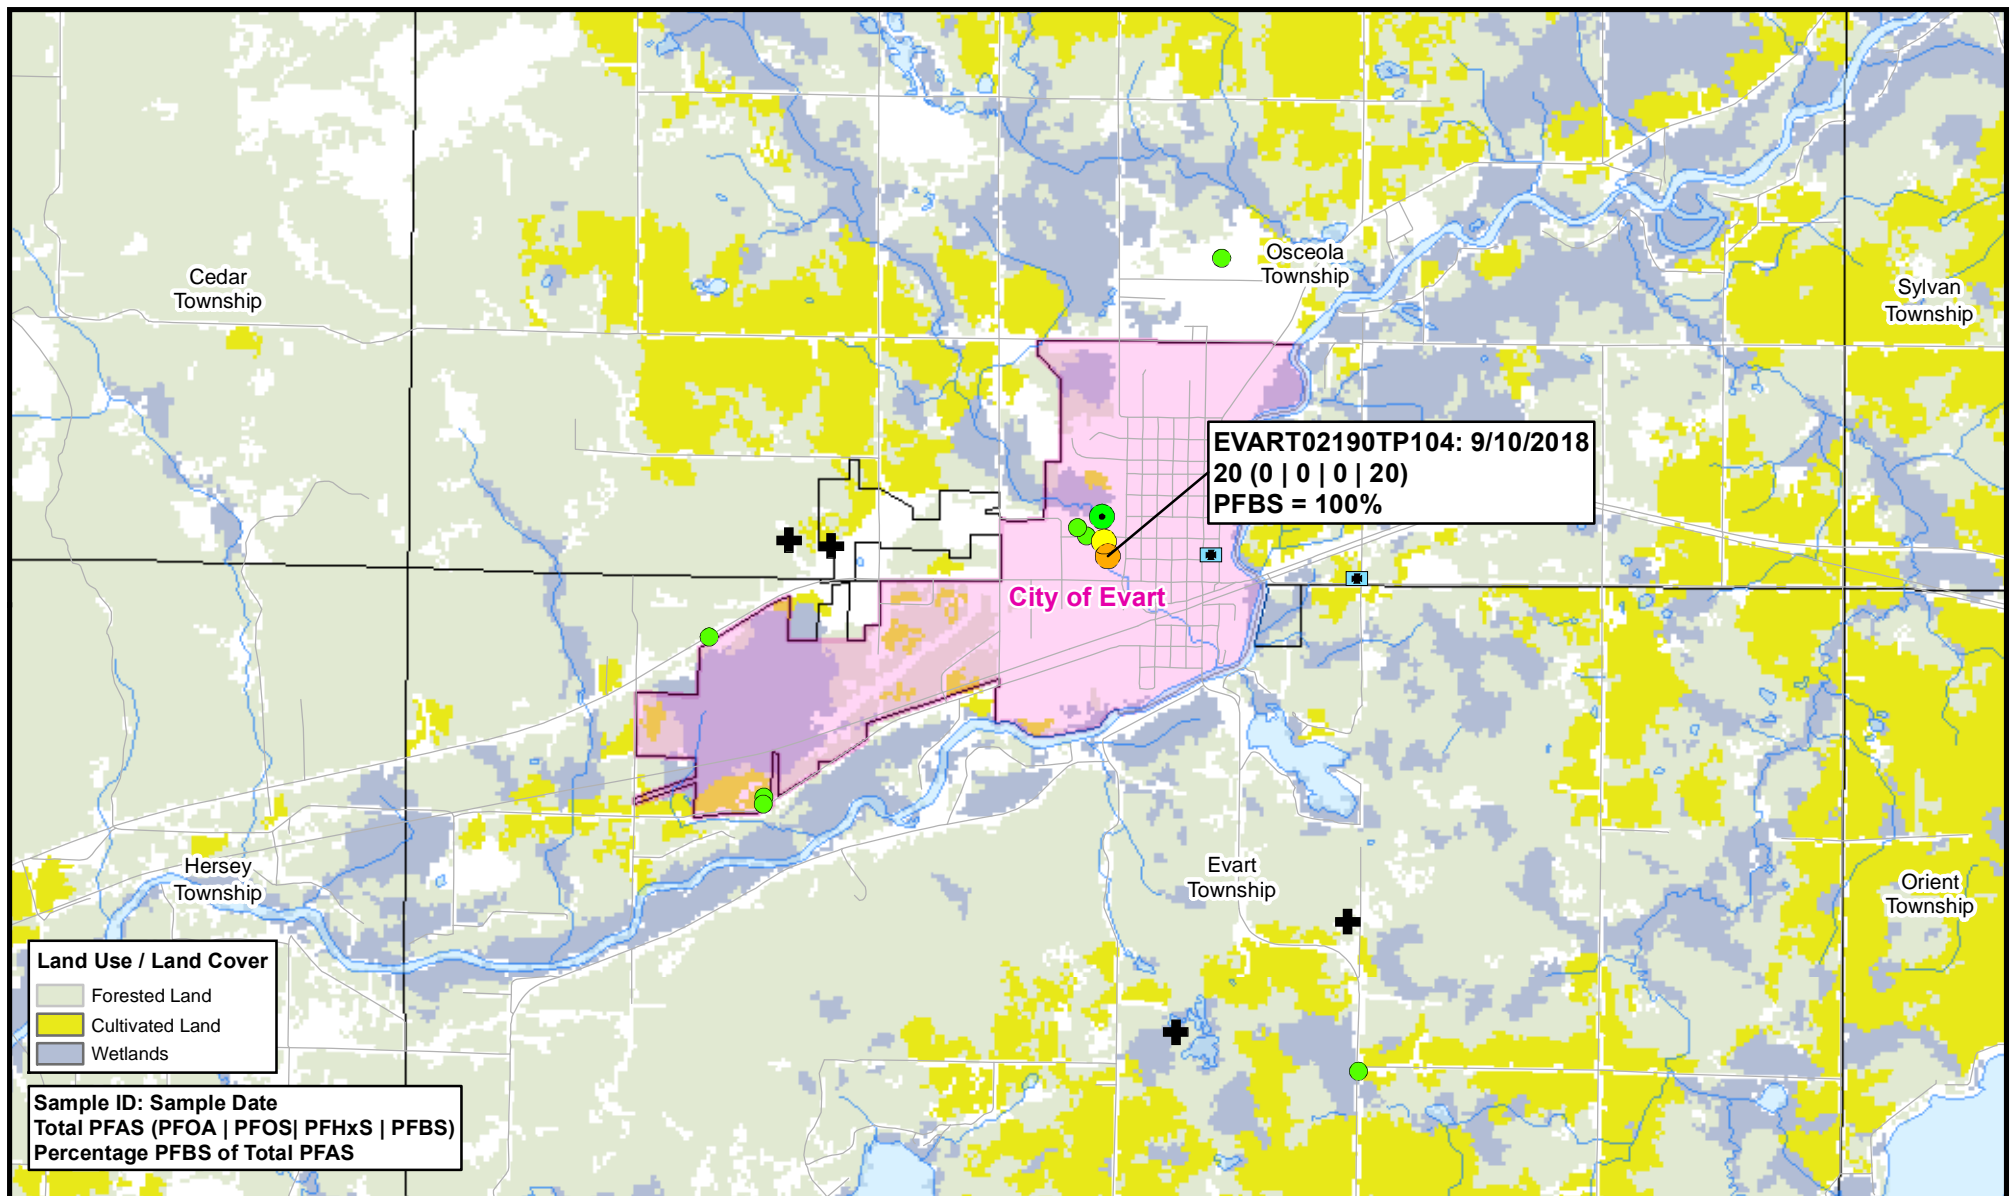 Cedar
Township
Osceola
Township
Sylvan
Township
EVART02190TP104: 9/10/2018
20 (0 | 0 | 0 | 20)
PFBS = 100%
City of Evart
Hersey
Township
Evart
Township
Orient
Township
Land Use / Land Cover
Forested Land
Cultivated Land
Wetlands
Sample ID: Sample Date
Total PFAS (PFOA | PFOS| PFHxS | PFBS)
Percentage PFBS of Total PFAS